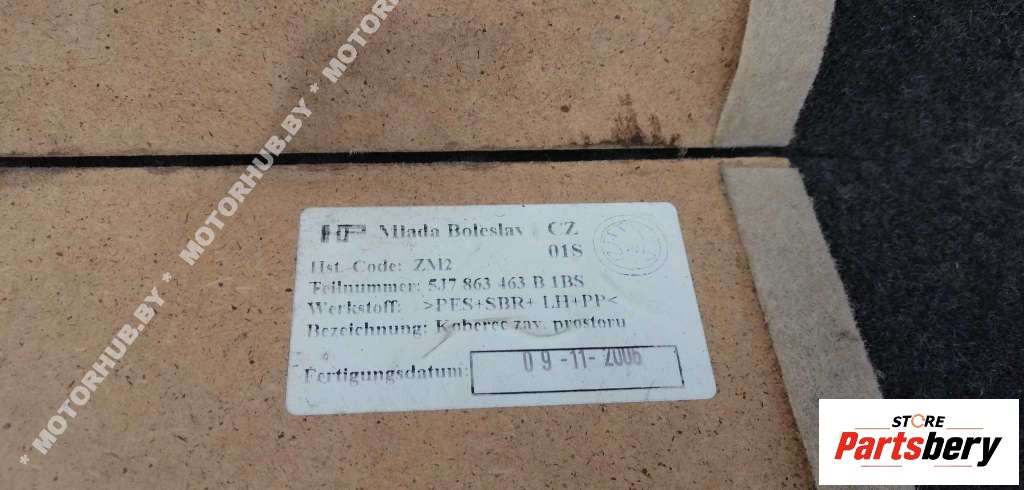 * MOTORHUB.BY * MOTORHUB.BY * MOTORHUB.BY
HP Mlada Boleslav CZ
01S
Hst. Code: ZM2
Teilnummer: 5J7 863 463 B 1BS
Werkstoff: >PES+SBR+ LH+PP<
Bezeichnung: Koberec zav. prostoru
Fertigungsdatum: 09-11-2006
STORE
Partsbery